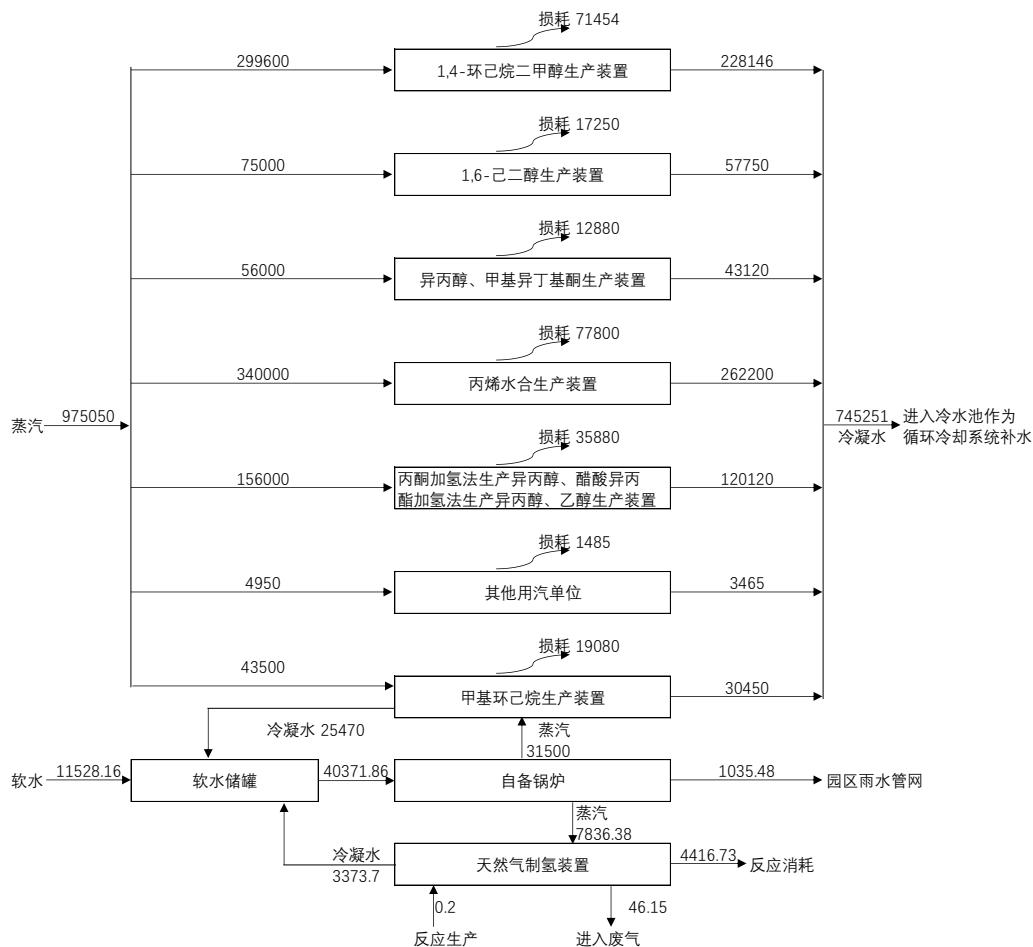 损耗 71454
299600
1,4-环己烷二甲醇生产装置
228146
损耗 17250
75000
1,6-己二醇生产装置
57750
损耗 12880
56000
异丙醇、甲基异丁基酮生产装置
43120
损耗 77800
340000
丙烯水合生产装置
262200
蒸汽
975050
745251
冷凝水
进入冷水池作为
循环冷却系统补水
损耗 35880
156000
丙酮加氢法生产异丙醇、醋酸异丙
酯加氢法生产异丙醇、乙醇生产装置
120120
损耗 1485
4950
其他用汽单位
3465
损耗 19080
43500
甲基环己烷生产装置
30450
冷凝水 25470
蒸汽
31500
软水
11528.16
软水储罐
40371.86
自备锅炉
1035.48
园区雨水管网
蒸汽
7836.38
冷凝水
3373.7
天然气制氢装置
4416.73
反应消耗
0.2
46.15
反应生产
进入废气